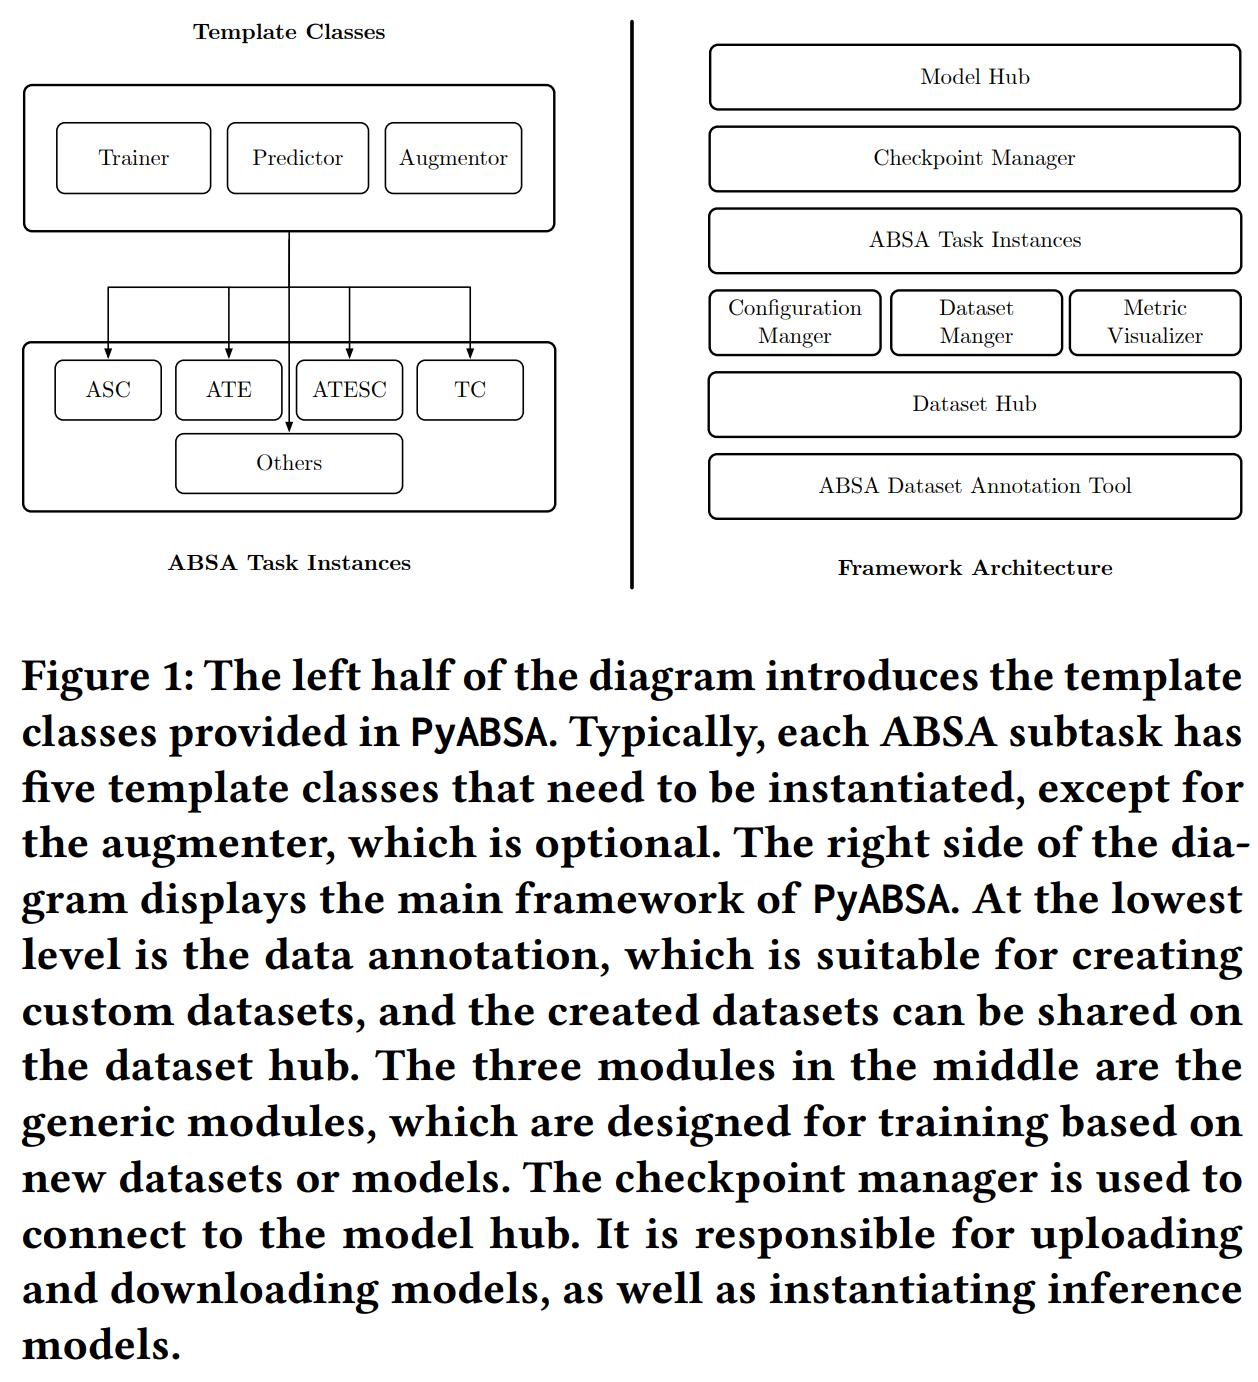 Template Classes
Trainer
Predictor
Augmentor
ASC
ATE
ATESC
TC
Others
ABSA Task Instances
Model Hub
Checkpoint Manager
ABSA Task Instances
Configuration
Manger
Dataset
Manger
Metric
Visualizer
Dataset Hub
ABSA Dataset Annotation Tool
Framework Architecture
Figure 1: The left half of the diagram introduces the template
classes provided in PyABSA. Typically, each ABSA subtask has
five template classes that need to be instantiated, except for
the augmenter, which is optional. The right side of the dia-
gram displays the main framework of PyABSA. At the lowest
level is the data annotation, which is suitable for creating
custom datasets, and the created datasets can be shared on
the dataset hub. The three modules in the middle are the
generic modules, which are designed for training based on
new datasets or models. The checkpoint manager is used to
connect to the model hub. It is responsible for uploading
and downloading models, as well as instantiating inference
models.